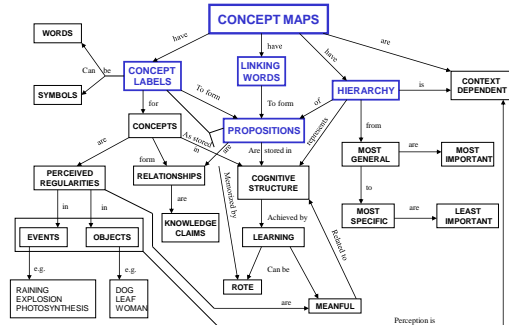 CONCEPT MAPS
have
have
have
are
WORDS
Can be
SYMBOLS
CONCEPT
LABELS
LINKING
WORDS
HIERARCHY
is
CONTEXT
DEPENDENT
To form
To form
of
for
from
CONCEPTS
As stored
in
PROPOSITIONS
represents
are
form
are
Are stored in
MOST
GENERAL
are
MOST
IMPORTANT
PERCEIVED
REGULARITIES
RELATIONSHIPS
COGNITIVE
STRUCTURE
to
in
in
are
Memorized by
Achieved by
MOST
SPECIFIC
are
LEAST
IMPORTANT
KNOWLEDGE
CLAIMS
EVENTS
OBJECTS
LEARNING
Related to
e.g.
e.g.
Can be
RAINING
EXPLOSION
PHOTOSYNTHESIS
DOG
LEAF
WOMAN
ROTE
are
MEANFUL
Perception is